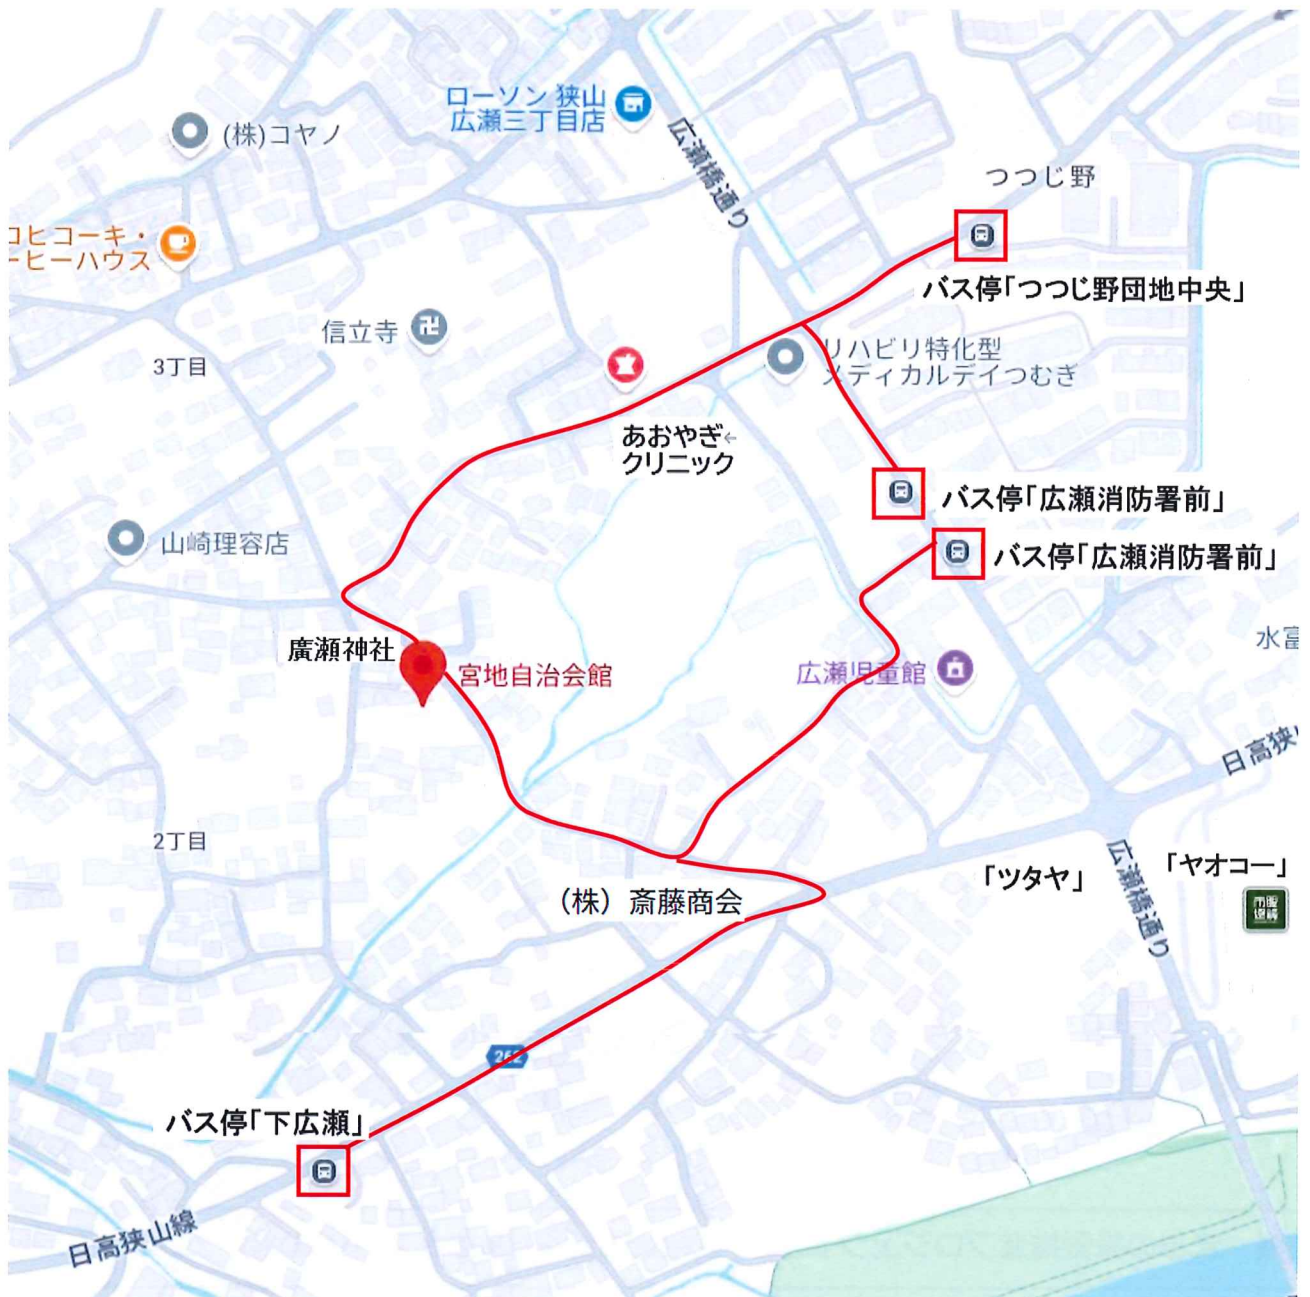 ローソン 狭山
広瀬三丁目店
(株)コヤノ
広瀬橋通り
つつじ野
コヒコーキ・
ーヒーハウス
バス停「つつじ野団地中央」
信立寺
リハビリ特化型
メディカルデイつむぎ
3丁目
あおやぎ←
クリニック
バス停「広瀬消防署前」
山崎理容店
バス停「広瀬消防署前」
廣瀬神社
宮地自治会館
水富
広瀬児童館
日高狭
2丁目
広瀬橋通り
「ツタヤ」
「ヤオコー」
（株）斎藤商会
262
バス停「下広瀬」
日高狭山線